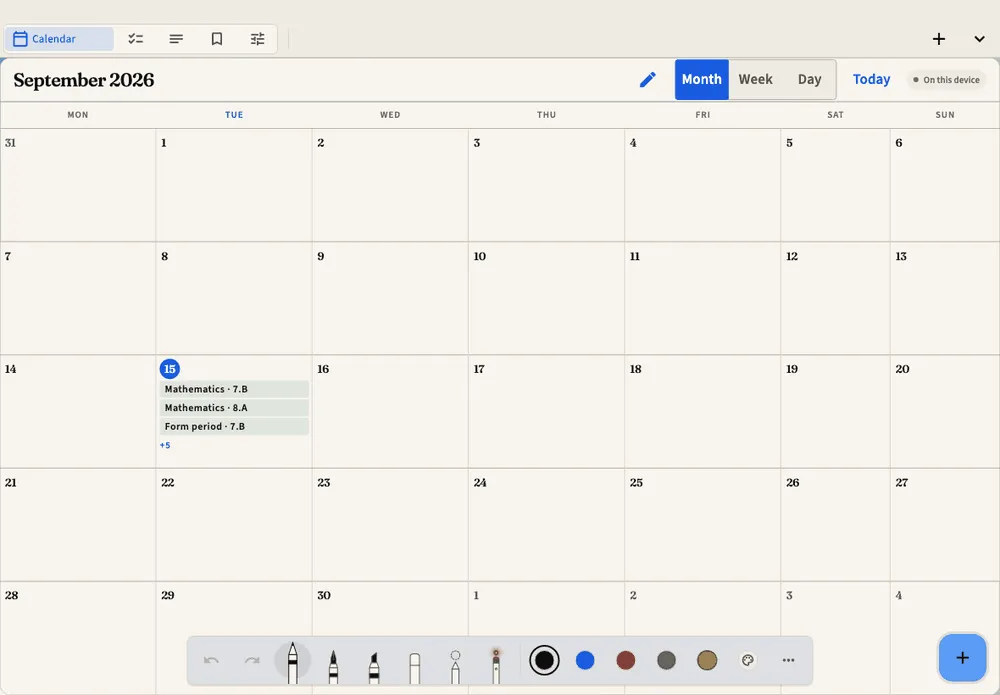 Calendar
September 2026
Month Week Day Today On this device
MON TUE WED THU FRI SAT SUN
31 1 2 3 4 5 6
7 8 9 10 11 12 13
14 15 16 17 18 19 20
Mathematics · 7.B
Mathematics · 8.A
Form period · 7.B
+5
21 22 23 24 25 26 27
28 29 30 1 2 3 4